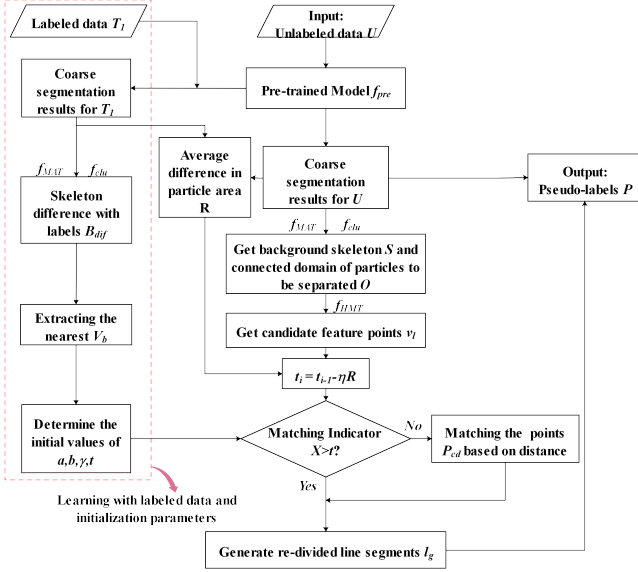 Labeled data T1
Input:
Unlabeled data U
Coarse
segmentation
results for T1
Pre-trained Model fpre
Average
difference in
particle area
R
Coarse
segmentation
results for U
Output:
Pseudo-labels P
fMAT fclu
fMAT fclu
Skeleton
difference with
labels Bdif
Get background skeleton S and
connected domain of particles to
be separated O
fHMT
Extracting the
nearest Vb
Get candidate feature points vl
ti = ti-1-ηR
Determine the
initial values of
a,b,γ,t
Matching Indicator
X>t?
No
Matching the points
Pcd based on distance
Yes
Learning with labeled data and
initialization parameters
Generate re-divided line segments lg